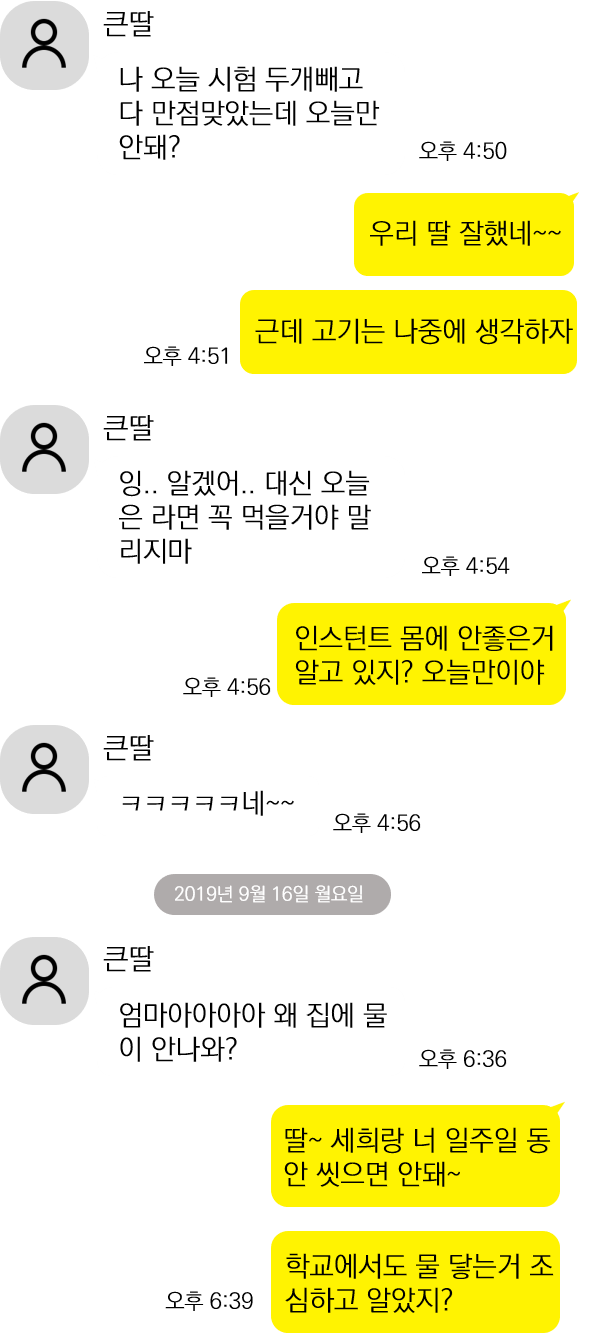 큰딸
나 오늘 시험 두개빼고
다 만점맞았는데 오늘만
안돼?
오후 4:50
우리 딸 잘했네~~
근데 고기는 나중에 생각하자
오후 4:51
큰딸
잉.. 알겠어.. 대신 오늘
은 라면 꼭 먹을거야 말
리지마
오후 4:54
인스턴트 몸에 안좋은거
알고 있지? 오늘만이야
오후 4:56
큰딸
ㅋㅋㅋㅋㅋ네~~
오후 4:56
2019년 9월 16일 월요일
큰딸
엄마아아아아 왜 집에 물
이 안나와?
오후 6:36
딸~ 세희랑 너 일주일 동
안 씻으면 안돼~
학교에서도 물 닿는거 조
심하고 알았지?
오후 6:39